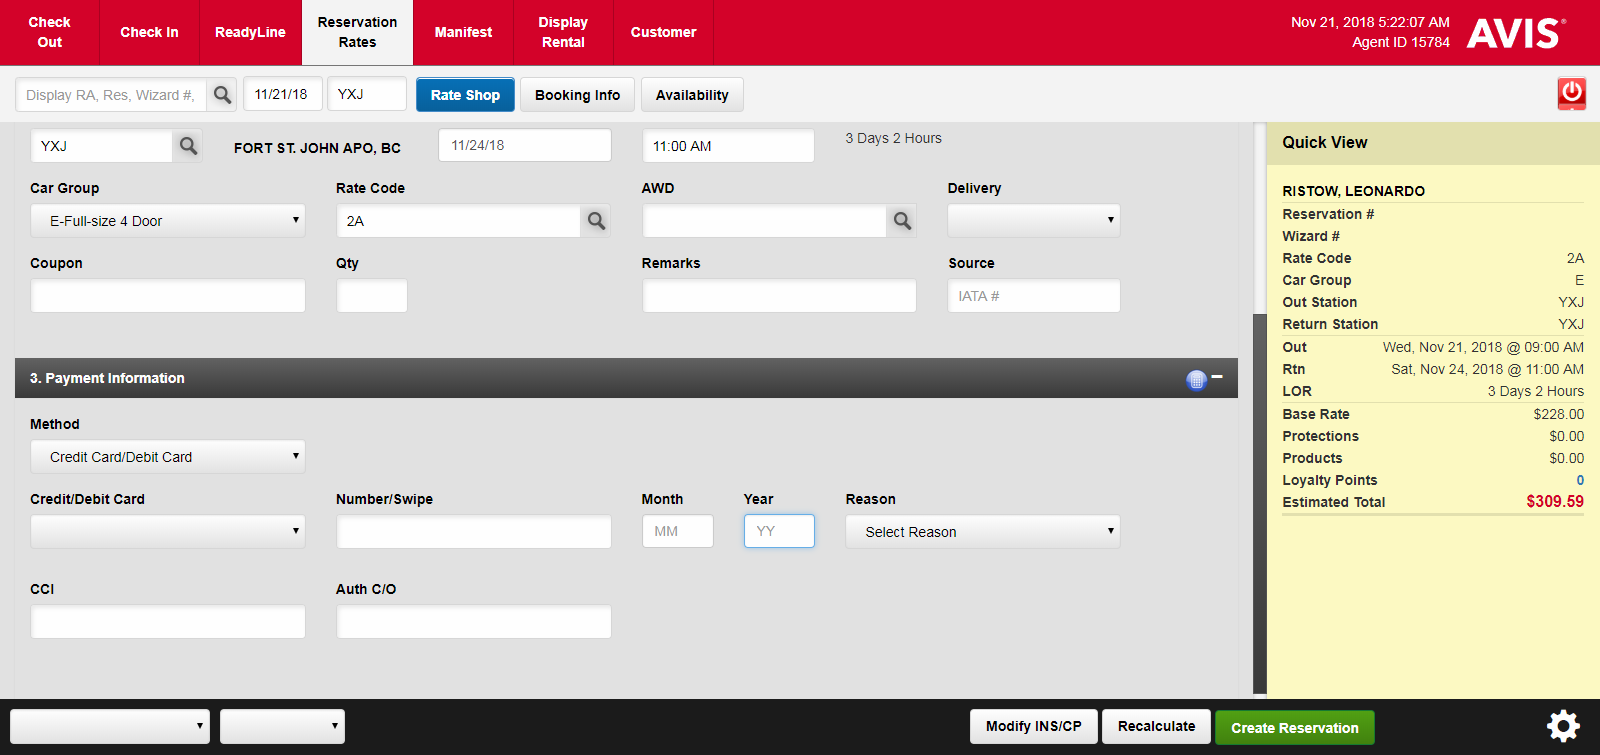 Check Out
Check In
ReadyLine
Reservation Rates
Manifest
Display Rental
Customer
Nov 21, 2018 5:22:07 AM
Agent ID 15784
AVIS
Display RA, Res, Wizard #,
11/21/18
YXJ
Rate Shop
Booking Info
Availability
YXJ
FORT ST. JOHN APO, BC
11/24/18
11:00 AM
3 Days 2 Hours
Car Group
Rate Code
AWD
Delivery
E-Full-size 4 Door
2A
Coupon
Qty
Remarks
Source
IATA #
3. Payment Information
Method
Credit Card/Debit Card
Credit/Debit Card
Number/Swipe
Month
Year
Reason
MM
YY
Select Reason
CCI
Auth C/O
Quick View
RISTOW, LEONARDO
Reservation #
Wizard #
Rate Code 2A
Car Group E
Out Station YXJ
Return Station YXJ
Out Wed, Nov 21, 2018 @ 09:00 AM
Rtn Sat, Nov 24, 2018 @ 11:00 AM
LOR 3 Days 2 Hours
Base Rate $228.00
Protections $0.00
Products $0.00
Loyalty Points 0
Estimated Total $309.59
Modify INS/CP
Recalculate
Create Reservation